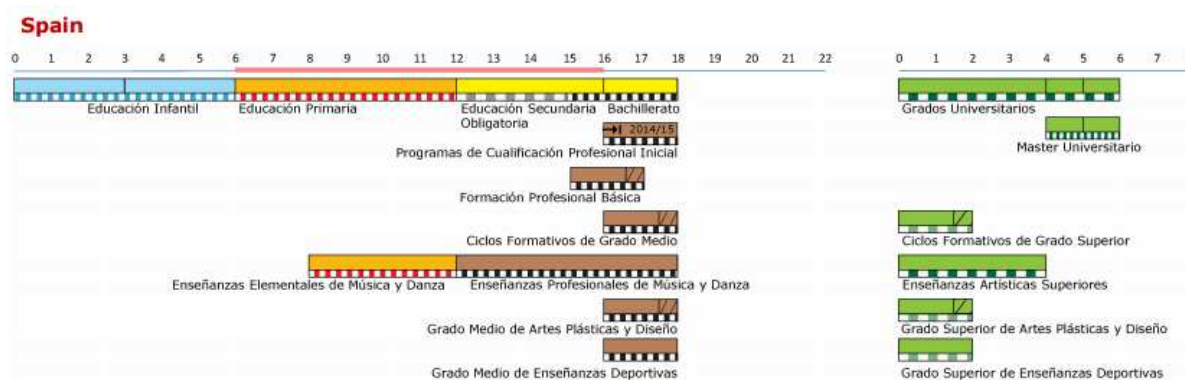 Spain
0 1 2 3 4 5 6 7 8 9 10 11 12 13 14 15 16 17 18 19 20 21 22 0 1 2 3 4 5 6 7
Educación Infantil Educación Primaria Educación Secundaria Bachillerato Grados Universitarios
Obligatoria
2014/15
Programas de Cualificación Profesional Inicial Master Universitario
Formación Profesional Básica
Ciclos Formativos de Grado Medio Ciclos Formativos de Grado Superior
Enseñanzas Elementales de Música y Danza Enseñanzas Profesionales de Música y Danza Enseñanzas Artísticas Superiores
Grado Medio de Artes Plásticas y Diseño Grado Superior de Artes Plásticas y Diseño
Grado Medio de Enseñanzas Deportivas Grado Superior de Enseñanzas Deportivas